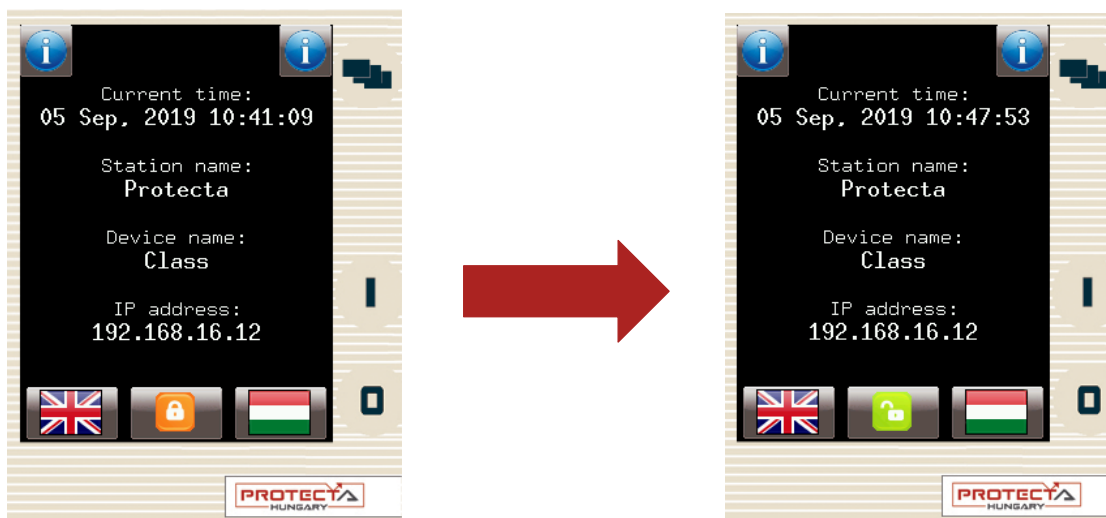 Current time:
05 Sep, 2019 10:41:09
Station name:
Protecta
Device name:
Class
IP address:
192.168.16.12
PROTECTA
HUNGARY
Current time:
05 Sep, 2019 10:47:53
Station name:
Protecta
Device name:
Class
IP address:
192.168.16.12
PROTECTA
HUNGARY